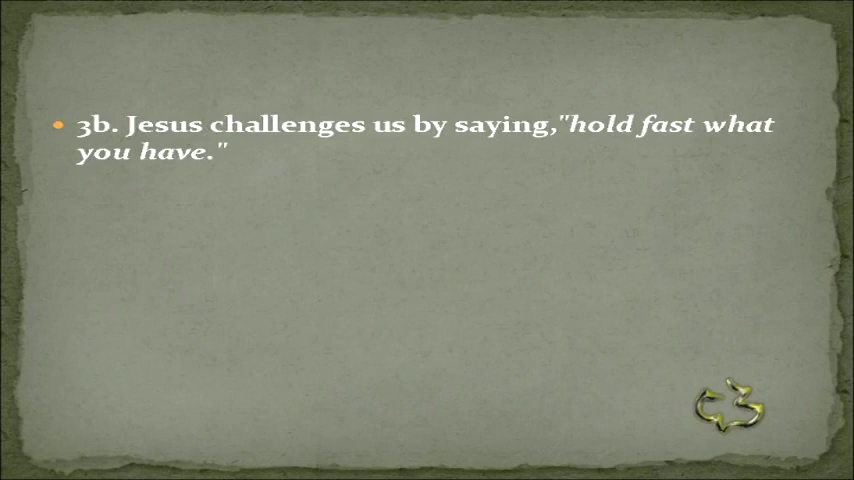 • 3b. Jesus challenges us by saying,"hold fast what
you have."